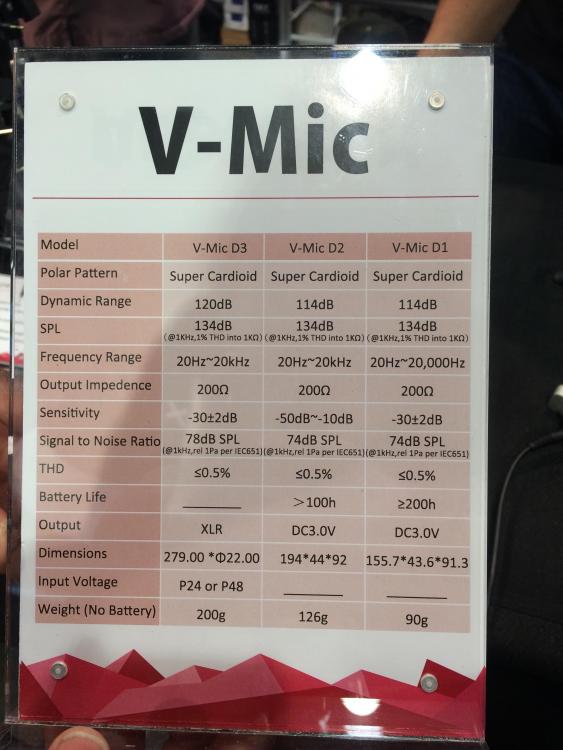 V-Mic
Model V-Mic D3 V-Mic D2 V-Mic D1
Polar Pattern Super Cardioid Super Cardioid Super Cardioid
Dynamic Range 120dB 114dB 114dB
SPL 134dB 134dB 134dB
(@1KHz,1% THD into 1KΩ) (@1KHz,1% THD into 1KΩ) (@1KHz,1% THD into 1KΩ)
Frequency Range 20Hz~20kHz 20Hz~20kHz 20Hz~20,000Hz
Output Impedence 200Ω 200Ω 200Ω
Sensitivity -30±2dB -50dB~-10dB -30±2dB
Signal to Noise Ratio 78dB SPL 74dB SPL 74dB SPL
(@1kHz,rel 1Pa per IEC651) (@1kHz,rel 1Pa per IEC651) (@1kHz,rel 1Pa per IEC651)
THD ≤0.5% ≤0.5% ≤0.5%
Battery Life ______ >100h ≥200h
Output XLR DC3.0V DC3.0V
Dimensions 279.00 *Φ22.00 194*44*92 155.7*43.6*91.3
Input Voltage P24 or P48 ______ ______
Weight (No Battery) 200g 126g 90g